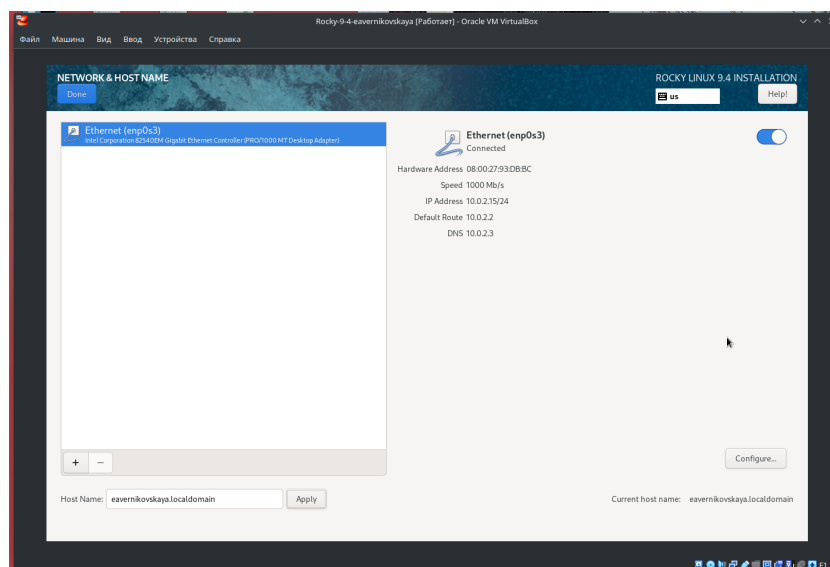 Rocky-9-4-eavernikovskaya [Работает] - Oracle VM VirtualBox
Файл Машина Вид Ввод Устройства Справка
NETWORK & HOST NAME
ROCKY LINUX 9.4 INSTALLATION
Done
us
Help!
Ethernet (enp0s3)
Intel Corporation 82540EM Gigabit Ethernet Controller (PRO/1000 MT Desktop Adapter)
Ethernet (enp0s3)
Connected
Hardware Address 08:00:27:93:DB:BC
Speed 1000 Mb/s
IP Address 10.0.2.15/24
Default Route 10.0.2.2
DNS 10.0.2.3
+ −
Configure...
Host Name: eavernikovskaya.localdomain Apply
Current host name: eavernikovskaya.localdomain